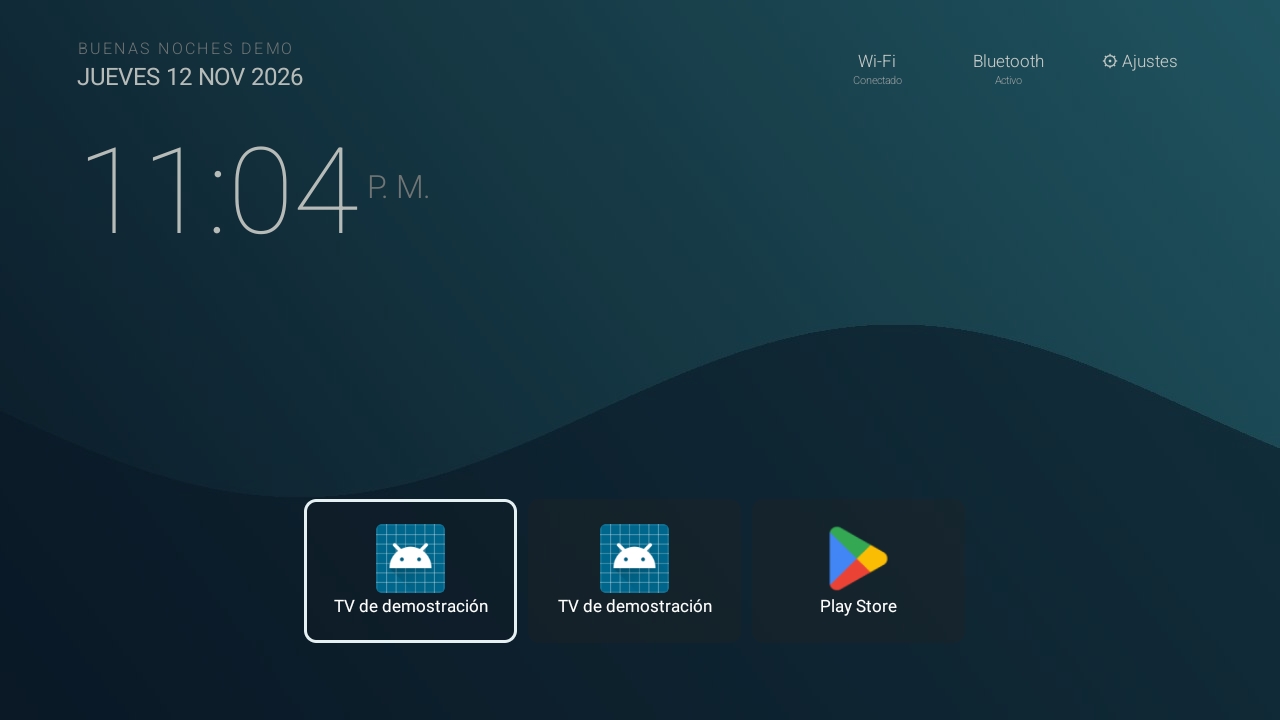 BUENAS NOCHES DEMO
JUEVES 12 NOV 2026
Wi-Fi
Conectado
Bluetooth
Activo
Ajustes
11:04 P. M.
TV de demostración
TV de demostración
Play Store